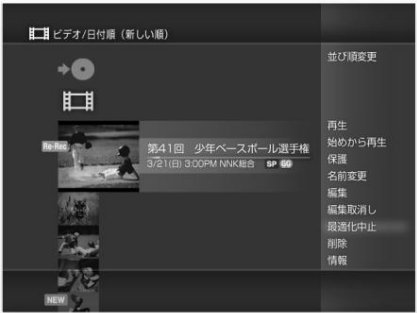 ビデオ/日付順（新しい順）
並び順変更
Re-Rec
第41回 少年ベースボール選手権
3/21(日) 3:00PM NNK総合 SP GG
再生
始めから再生
保護
名前変更
編集
編集取消し
最適化中止
削除
情報
NEW